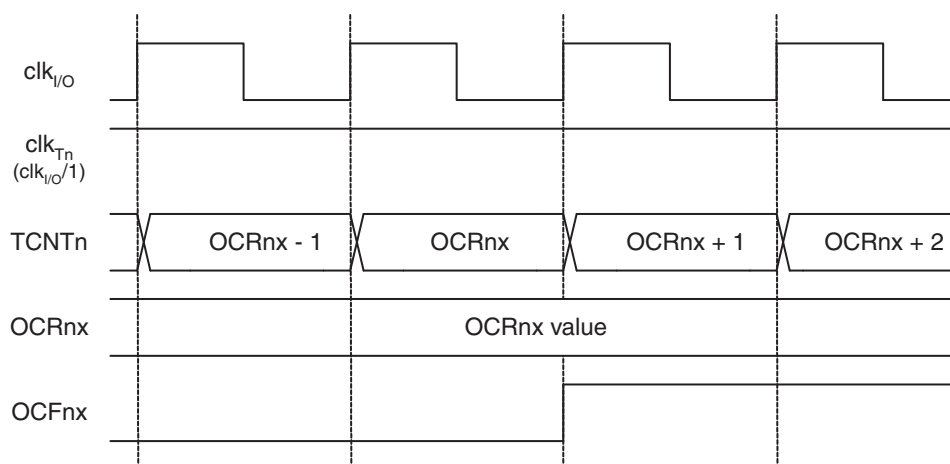 clkI/O
clkTn
(clkI/O/1)
TCNTn OCRnx - 1 OCRnx OCRnx + 1 OCRnx + 2
OCRnx OCRnx value
OCFnx